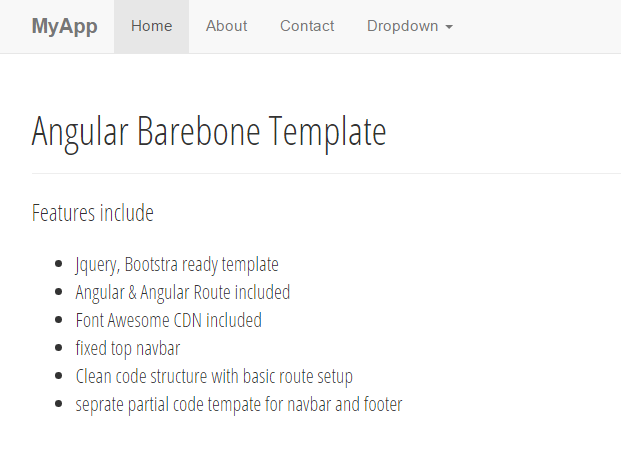 MyApp Home About Contact Dropdown
Angular Barebone Template
Features include
Jquery, Bootstra ready template
Angular & Angular Route included
Font Awesome CDN included
fixed top navbar
Clean code structure with basic route setup
seprate partial code tempate for navbar and footer